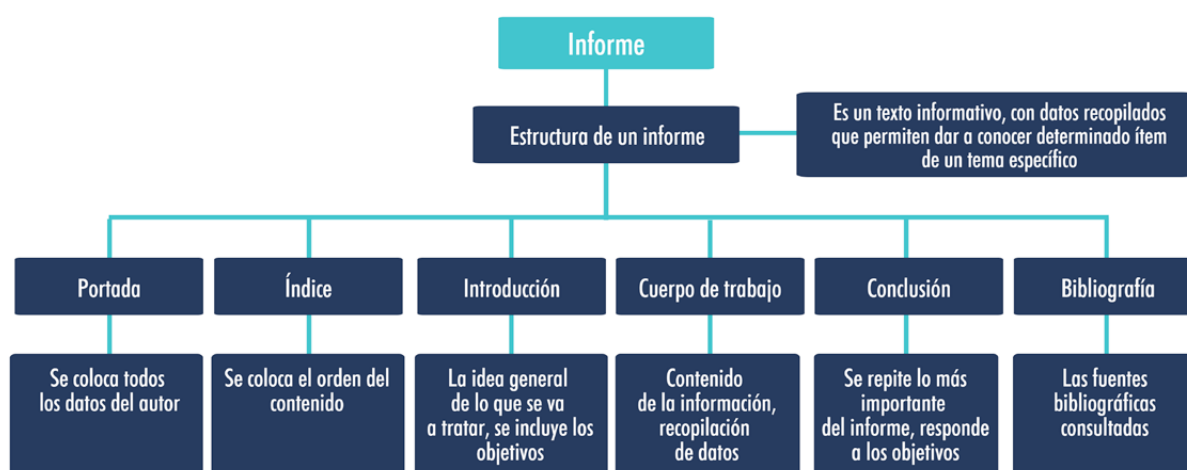 Informe
Estructura de un informe
Es un texto informativo, con datos recopilados
que permiten dar a conocer determinado ítem
de un tema específico
Portada
Índice
Introducción
Cuerpo de trabajo
Conclusión
Bibliografía
Se coloca todos
los datos del autor
Se coloca el orden del
contenido
La idea general
de lo que se va
a tratar, se incluye los
objetivos
Contenido
de la información,
recopilación
de datos
Se repite lo más
importante
del informe, responde
a los objetivos
Las fuentes
bibliográficas
consultadas